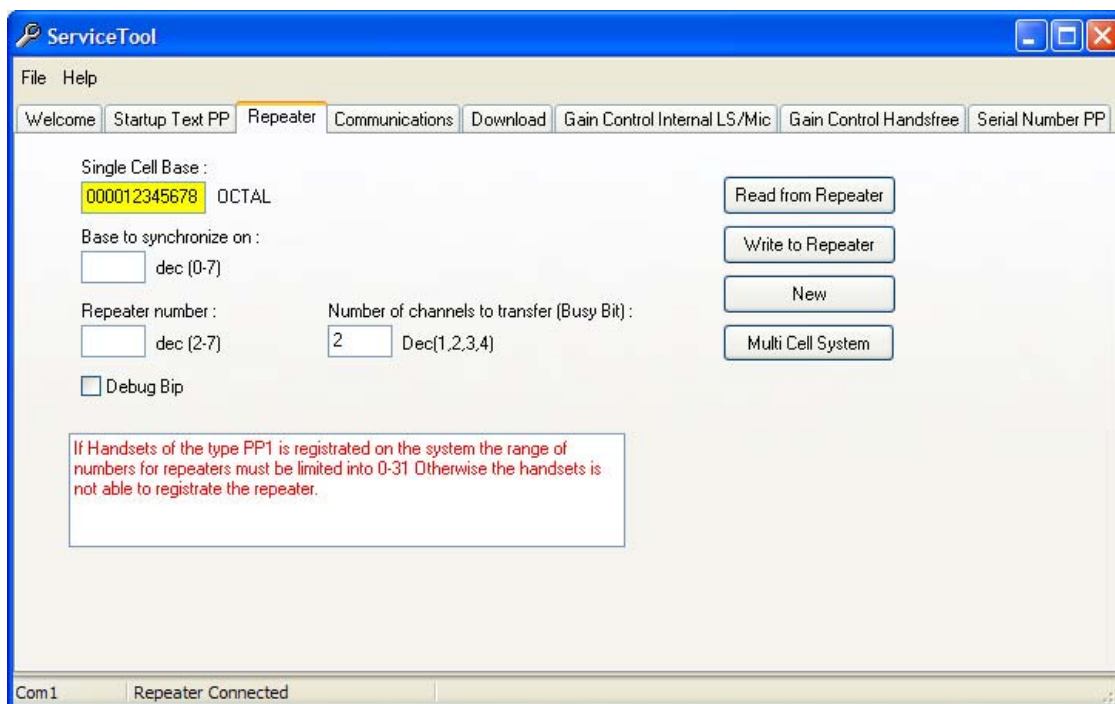 ServiceTool
File Help
Welcome Startup Text PP Repeater Communications Download Gain Control Internal LS/Mic Gain Control Handsfree Serial Number PP
Single Cell Base :
000012345678 OCTAL
Read from Repeater
Base to synchronize on :
dec (0-7)
Write to Repeater
New
Repeater number :
dec (2-7)
Number of channels to transfer (Busy Bit) :
2 Dec(1,2,3,4)
Multi Cell System
Debug Bip
If Handsets of the type PP1 is registrated on the system the range of
numbers for repeaters must be limited into 0-31 Otherwise the handsets is
not able to registrate the repeater.
Com1 Repeater Connected